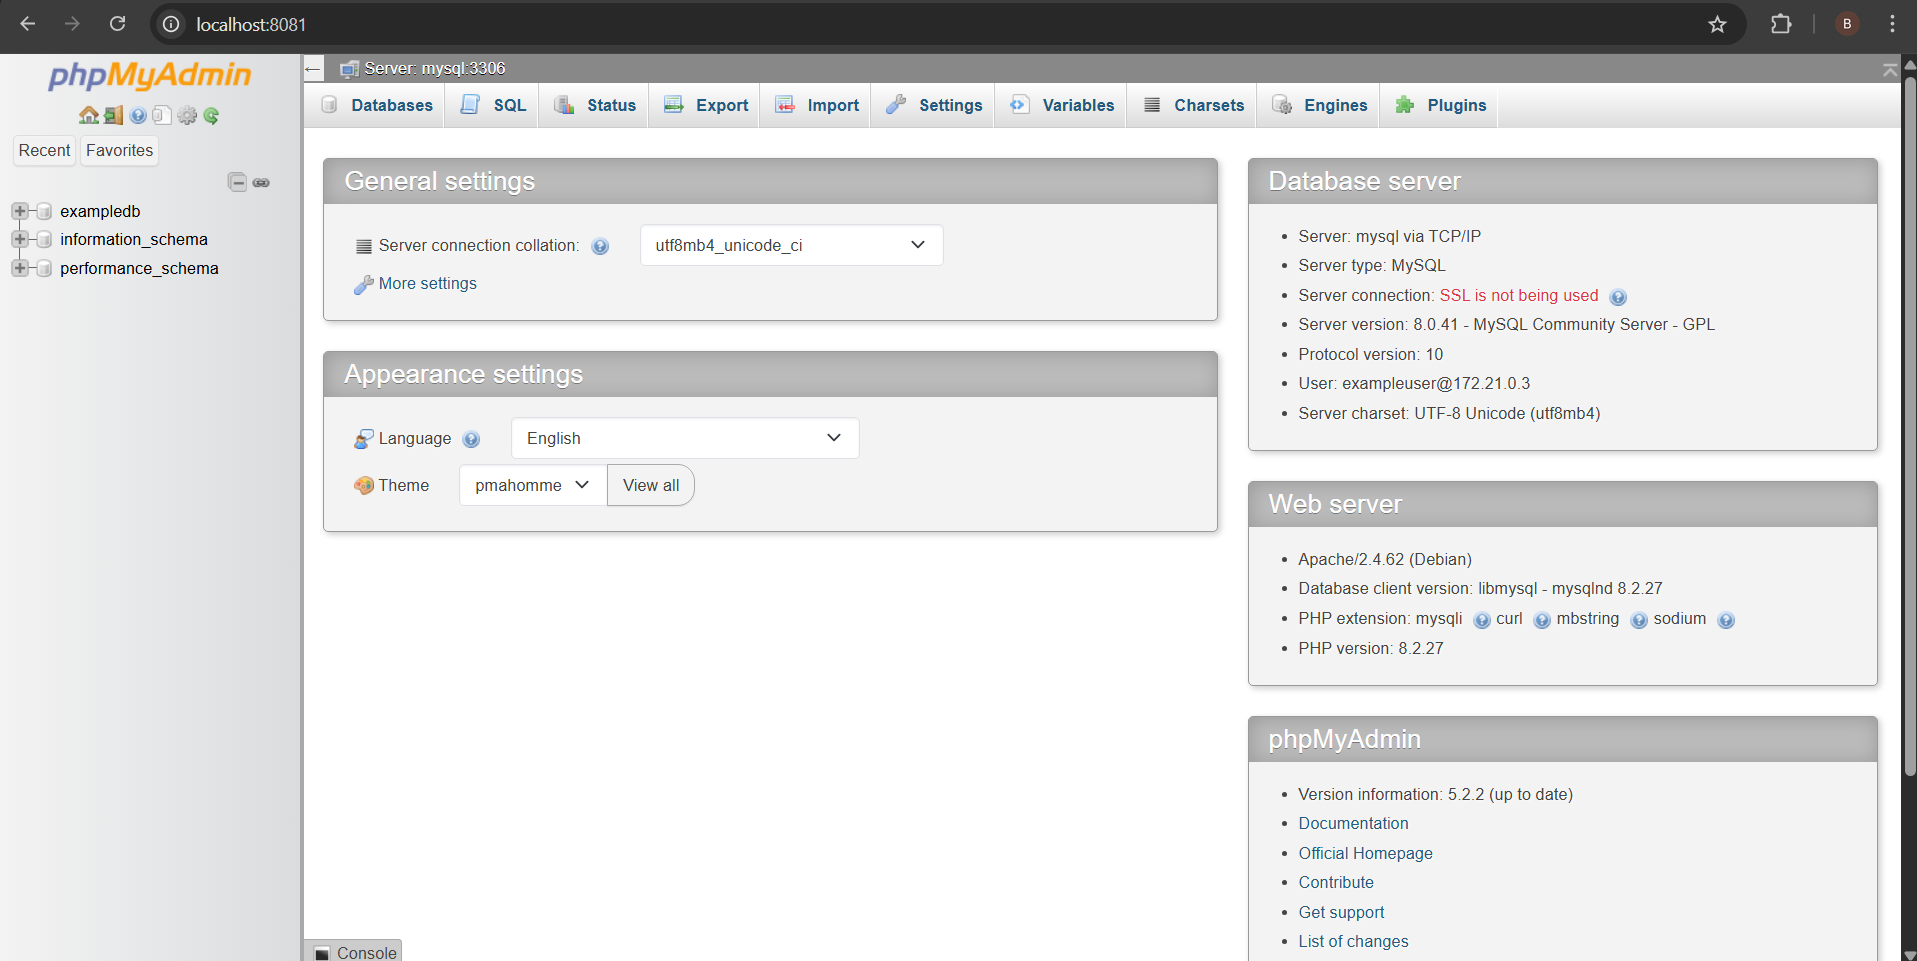 localhost:8081
B
phpMyAdmin
Recent Favorites
exampledb
information_schema
performance_schema
Server: mysql:3306
Databases SQL Status Export Import Settings Variables Charsets Engines Plugins
General settings
Server connection collation: utf8mb4_unicode_ci
More settings
Appearance settings
Language English
Theme pmahomme View all
Database server
Server: mysql via TCP/IP
Server type: MySQL
Server connection: SSL is not being used
Server version: 8.0.41 - MySQL Community Server - GPL
Protocol version: 10
User: exampleuser@172.21.0.3
Server charset: UTF-8 Unicode (utf8mb4)
Web server
Apache/2.4.62 (Debian)
Database client version: libmysql - mysqlnd 8.2.27
PHP extension: mysqli curl mbstring sodium
PHP version: 8.2.27
phpMyAdmin
Version information: 5.2.2 (up to date)
Documentation
Official Homepage
Contribute
Get support
List of changes
Console